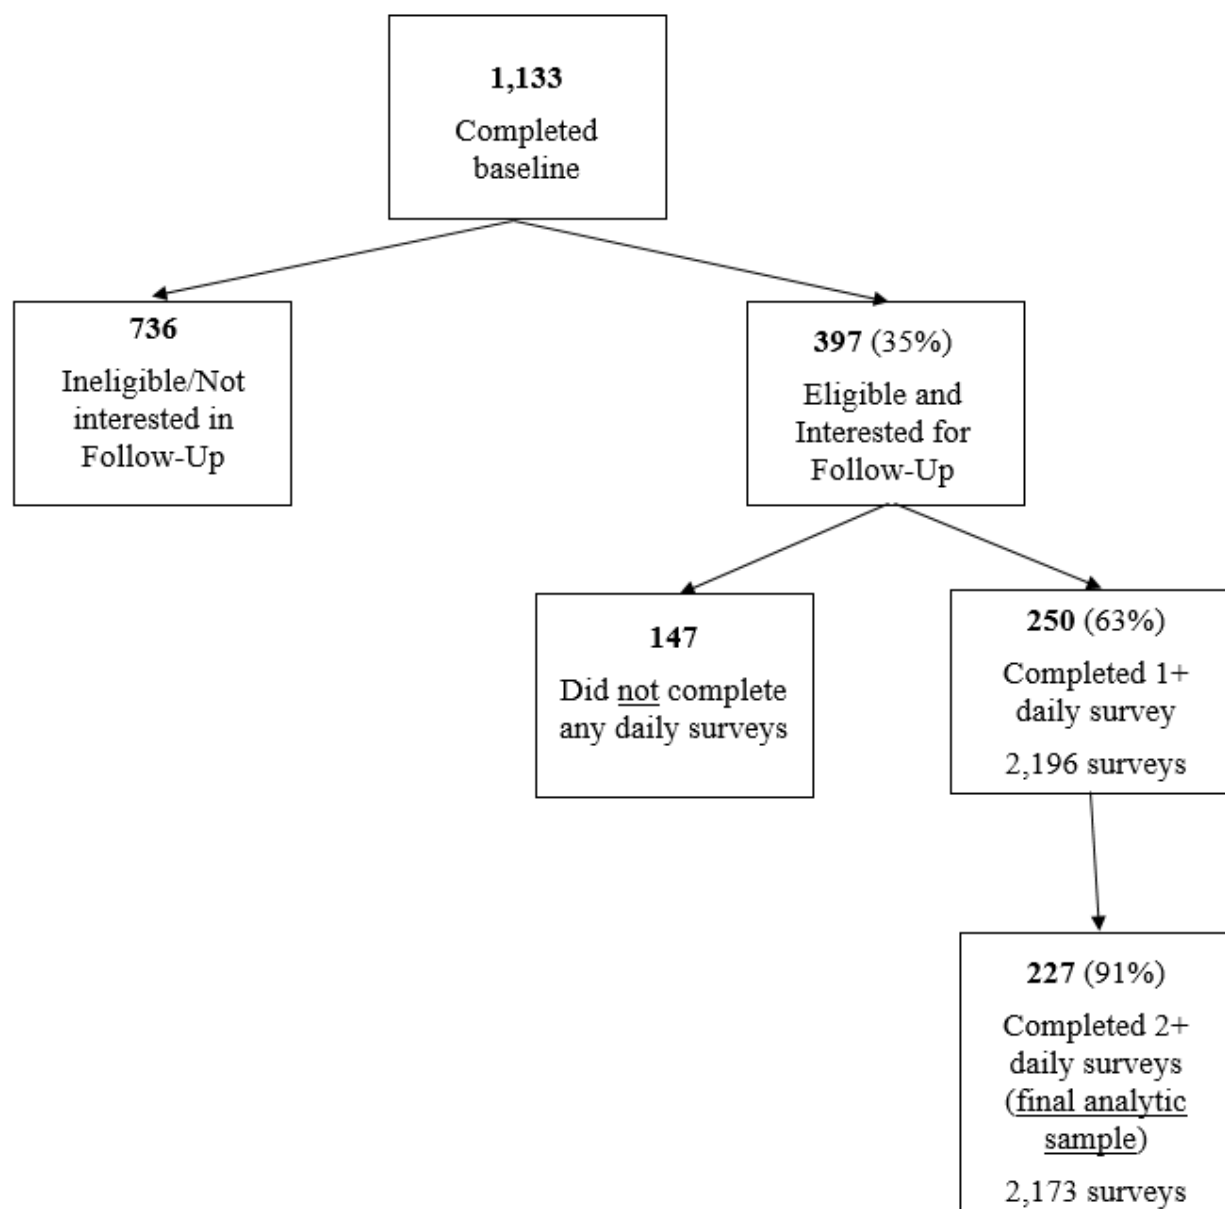 1,133
Completed
baseline
736
Ineligible/Not
interested in
Follow-Up
397 (35%)
Eligible and
Interested for
Follow-Up
147
Did not complete
any daily surveys
250 (63%)
Completed 1+
daily survey
2,196 surveys
227 (91%)
Completed 2+
daily surveys
(final analytic
sample)
2,173 surveys